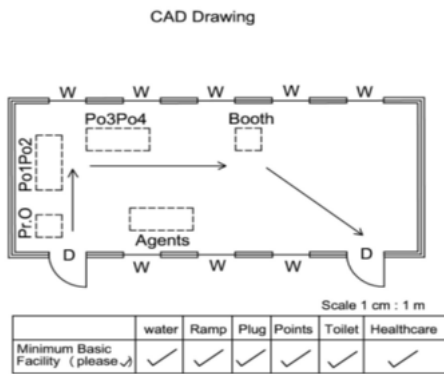 CAD Drawing
W W W W W
Po3Po4 Booth
Po1Po2
Pr.O
Agents
D D
W W W
Scale 1 cm : 1 m
water Ramp Plug Points Toilet Healthcare
Minimum Basic
Facility ( please ✓)
✓ ✓ ✓ ✓ ✓ ✓